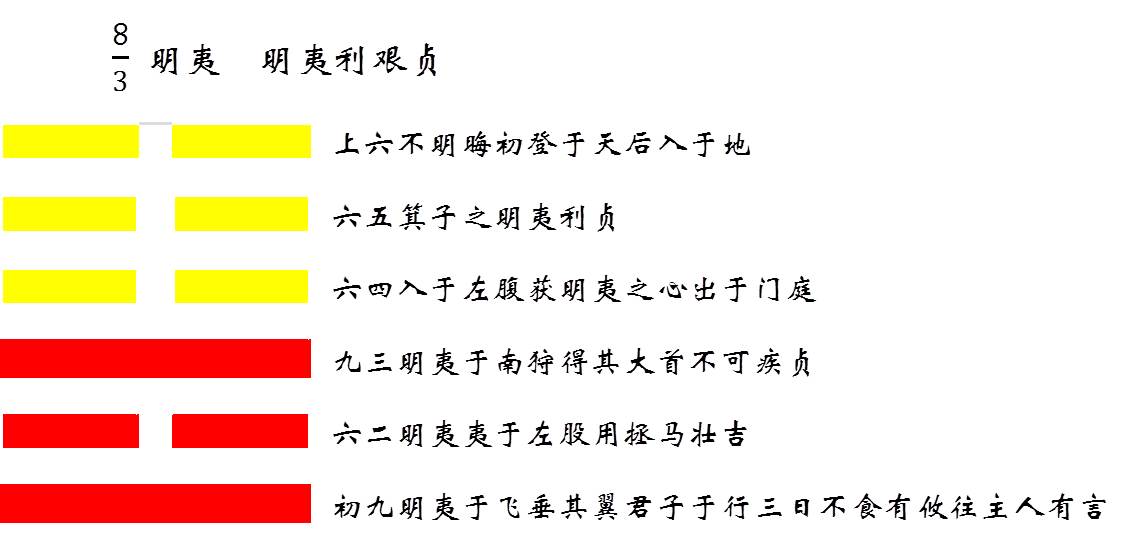 8/3 明夷 明夷利艰贞
上六不明晦初登于天后入于地
六五箕子之明夷利贞
六四入于左腹获明夷之心出于门庭
九三明夷于南狩得其大首不可疾贞
六二明夷夷于左股用拯马壮吉
初九明夷于飞垂其翼君子于行三日不食有攸往主人有言